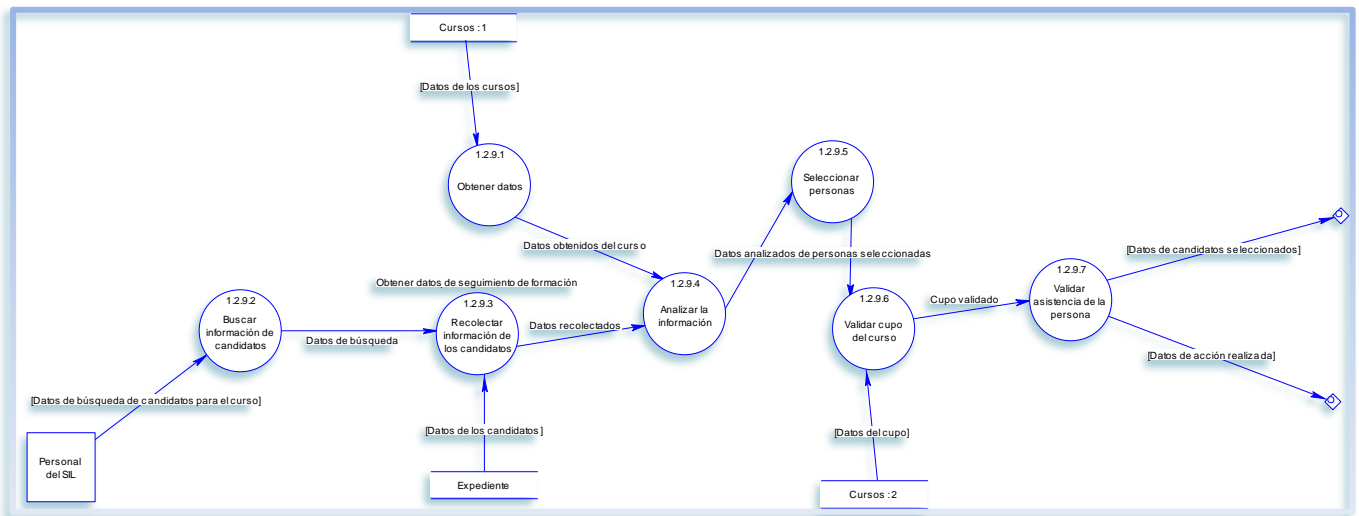 Cursos : 1
[Datos de los cursos]
1.2.9.1
Obtener datos
1.2.9.5
Seleccionar
personas
Datos obtenidos del curso
Datos analizados de personas seleccionadas
[Datos de candidatos seleccionados]
1.2.9.7
Validar
asistencia de la
persona
Obtener datos de seguimiento de formación
1.2.9.4
Analizar la
información
1.2.9.2
Buscar
información de
candidatos
1.2.9.3
Recolectar
información de
los candidatos
Datos recolectados
Datos de búsqueda
1.2.9.6
Validar cupo
del curso
Cupo validado
[Datos de acción realizada]
[Datos de búsqueda de candidatos para el curso]
[Datos de los candidatos ]
[Datos del cupo]
Personal
del SIL
Expediente
Cursos : 2